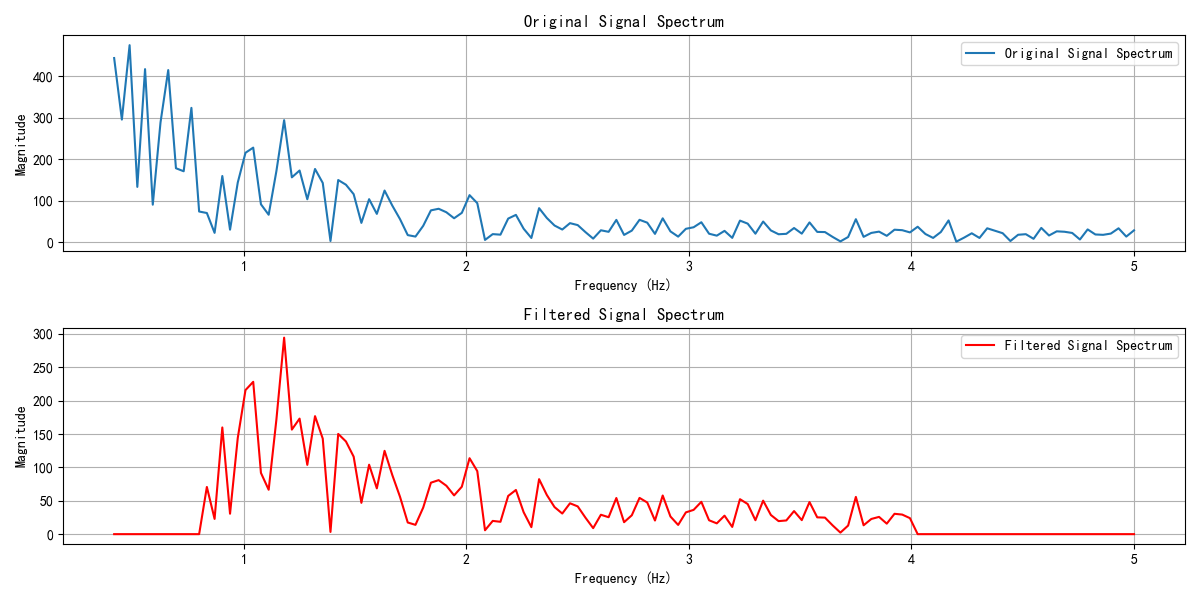 Original Signal Spectrum
Original Signal Spectrum
Magnitude
400
300
200
100
0
1 2 3 4 5
Frequency (Hz)
Filtered Signal Spectrum
Filtered Signal Spectrum
Magnitude
300
250
200
150
100
50
0
1 2 3 4 5
Frequency (Hz)